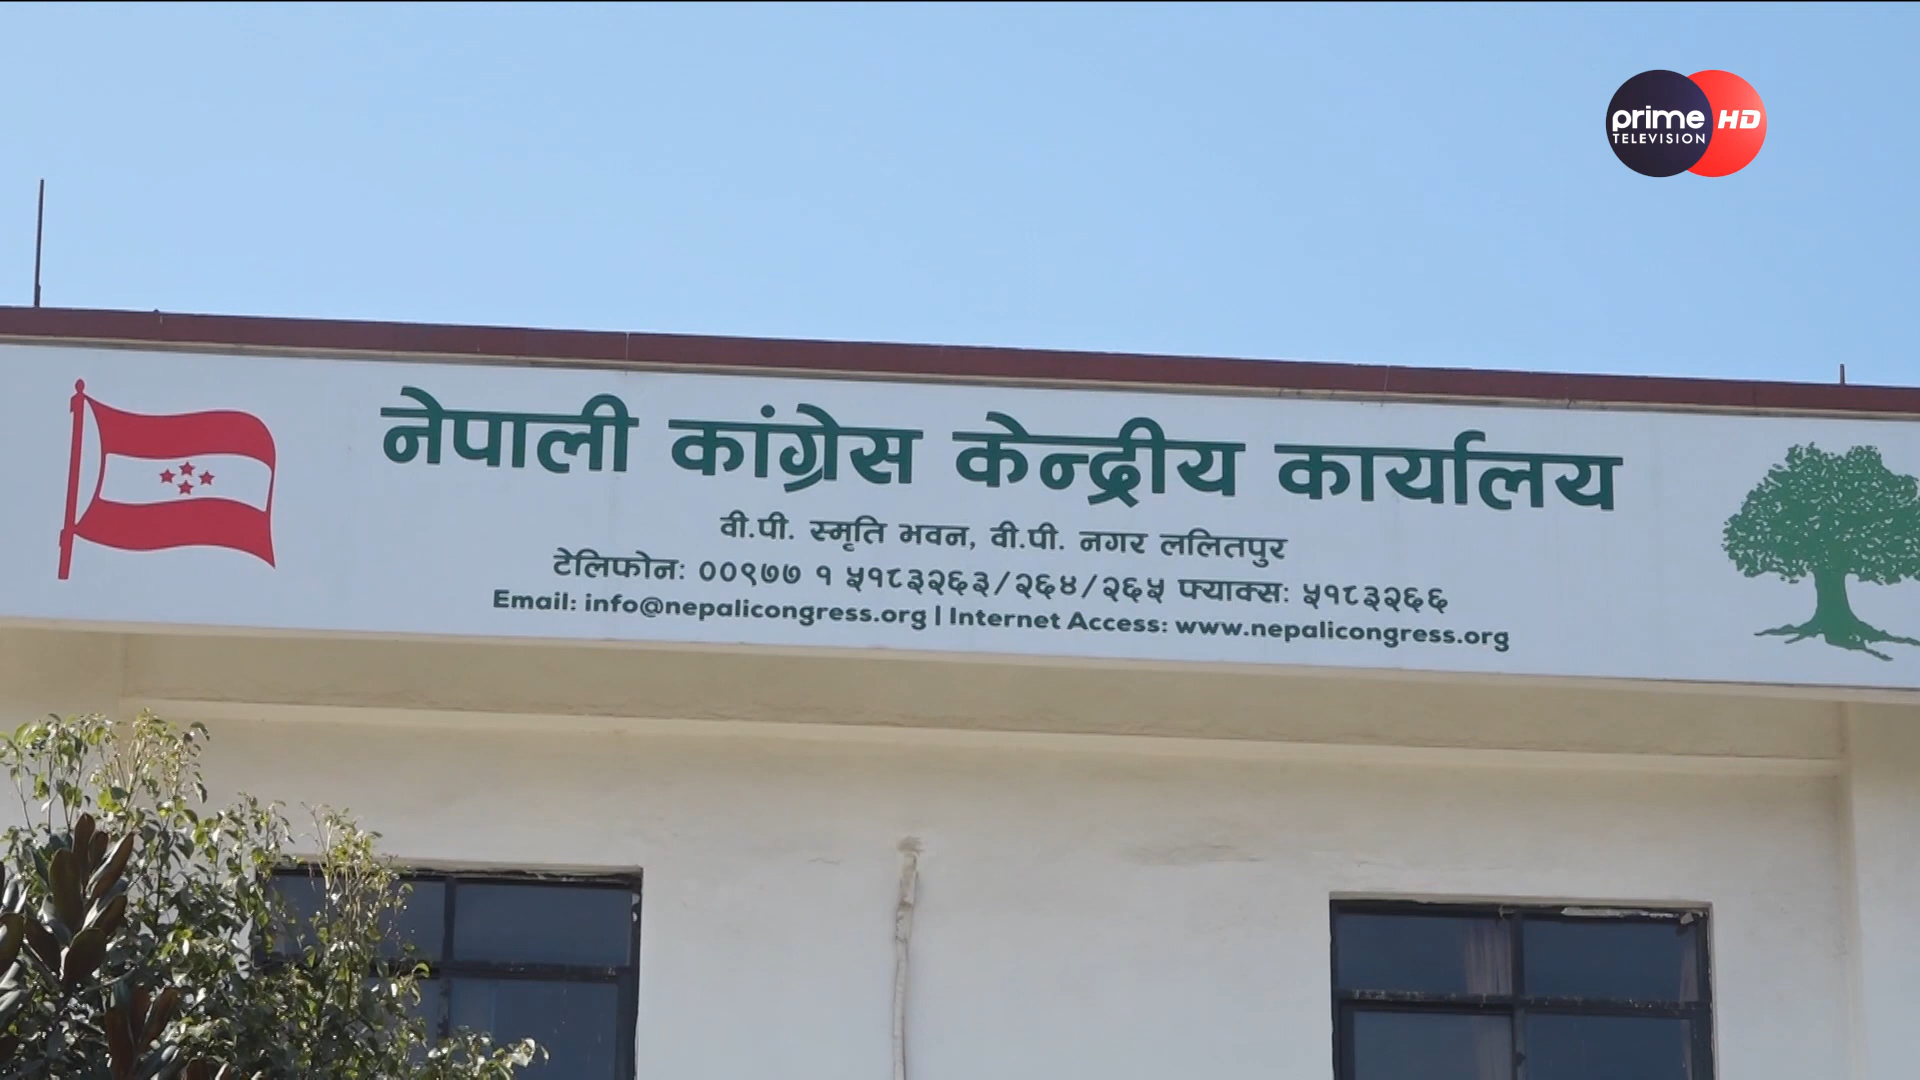 prime HD
TELEVISION
नेपाली कांग्रेस केन्द्रीय कार्यालय
वी.पी. स्मृति भवन, वी.पी. नगर ललितपुर
टेलिफोन: ००९७७ १ ५१८३२६३/२६४/२६५ फ्याक्स: ५१८३२६६
Email: info@nepalicongress.org | Internet Access: www.nepalicongress.org